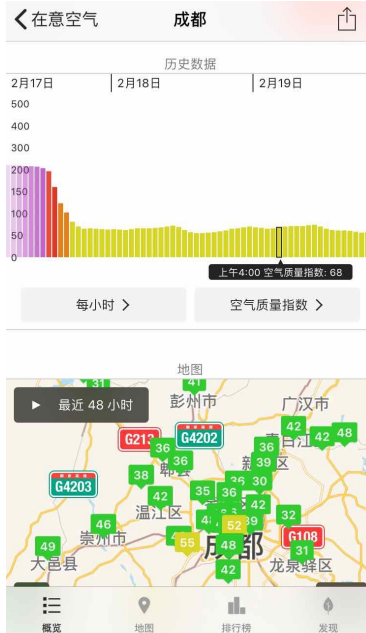 在意空气
成都
历史数据
2月17日
2月18日
2月19日
500
400
300
200
150
100
50
0
上午4:00 空气质量指数: 68
每小时
空气质量指数
地图
最近 48 小时
31
41
彭州市
广汉市
G213
G4202
42
42
48
36
36
36
39
38
36
30
G4203
42
35
36
42
温江区
32
46
52
39
崇州市
55
成都
G108
49
48
31
大邑县
42
龙泉驿区
概览
地图
排行榜
发现